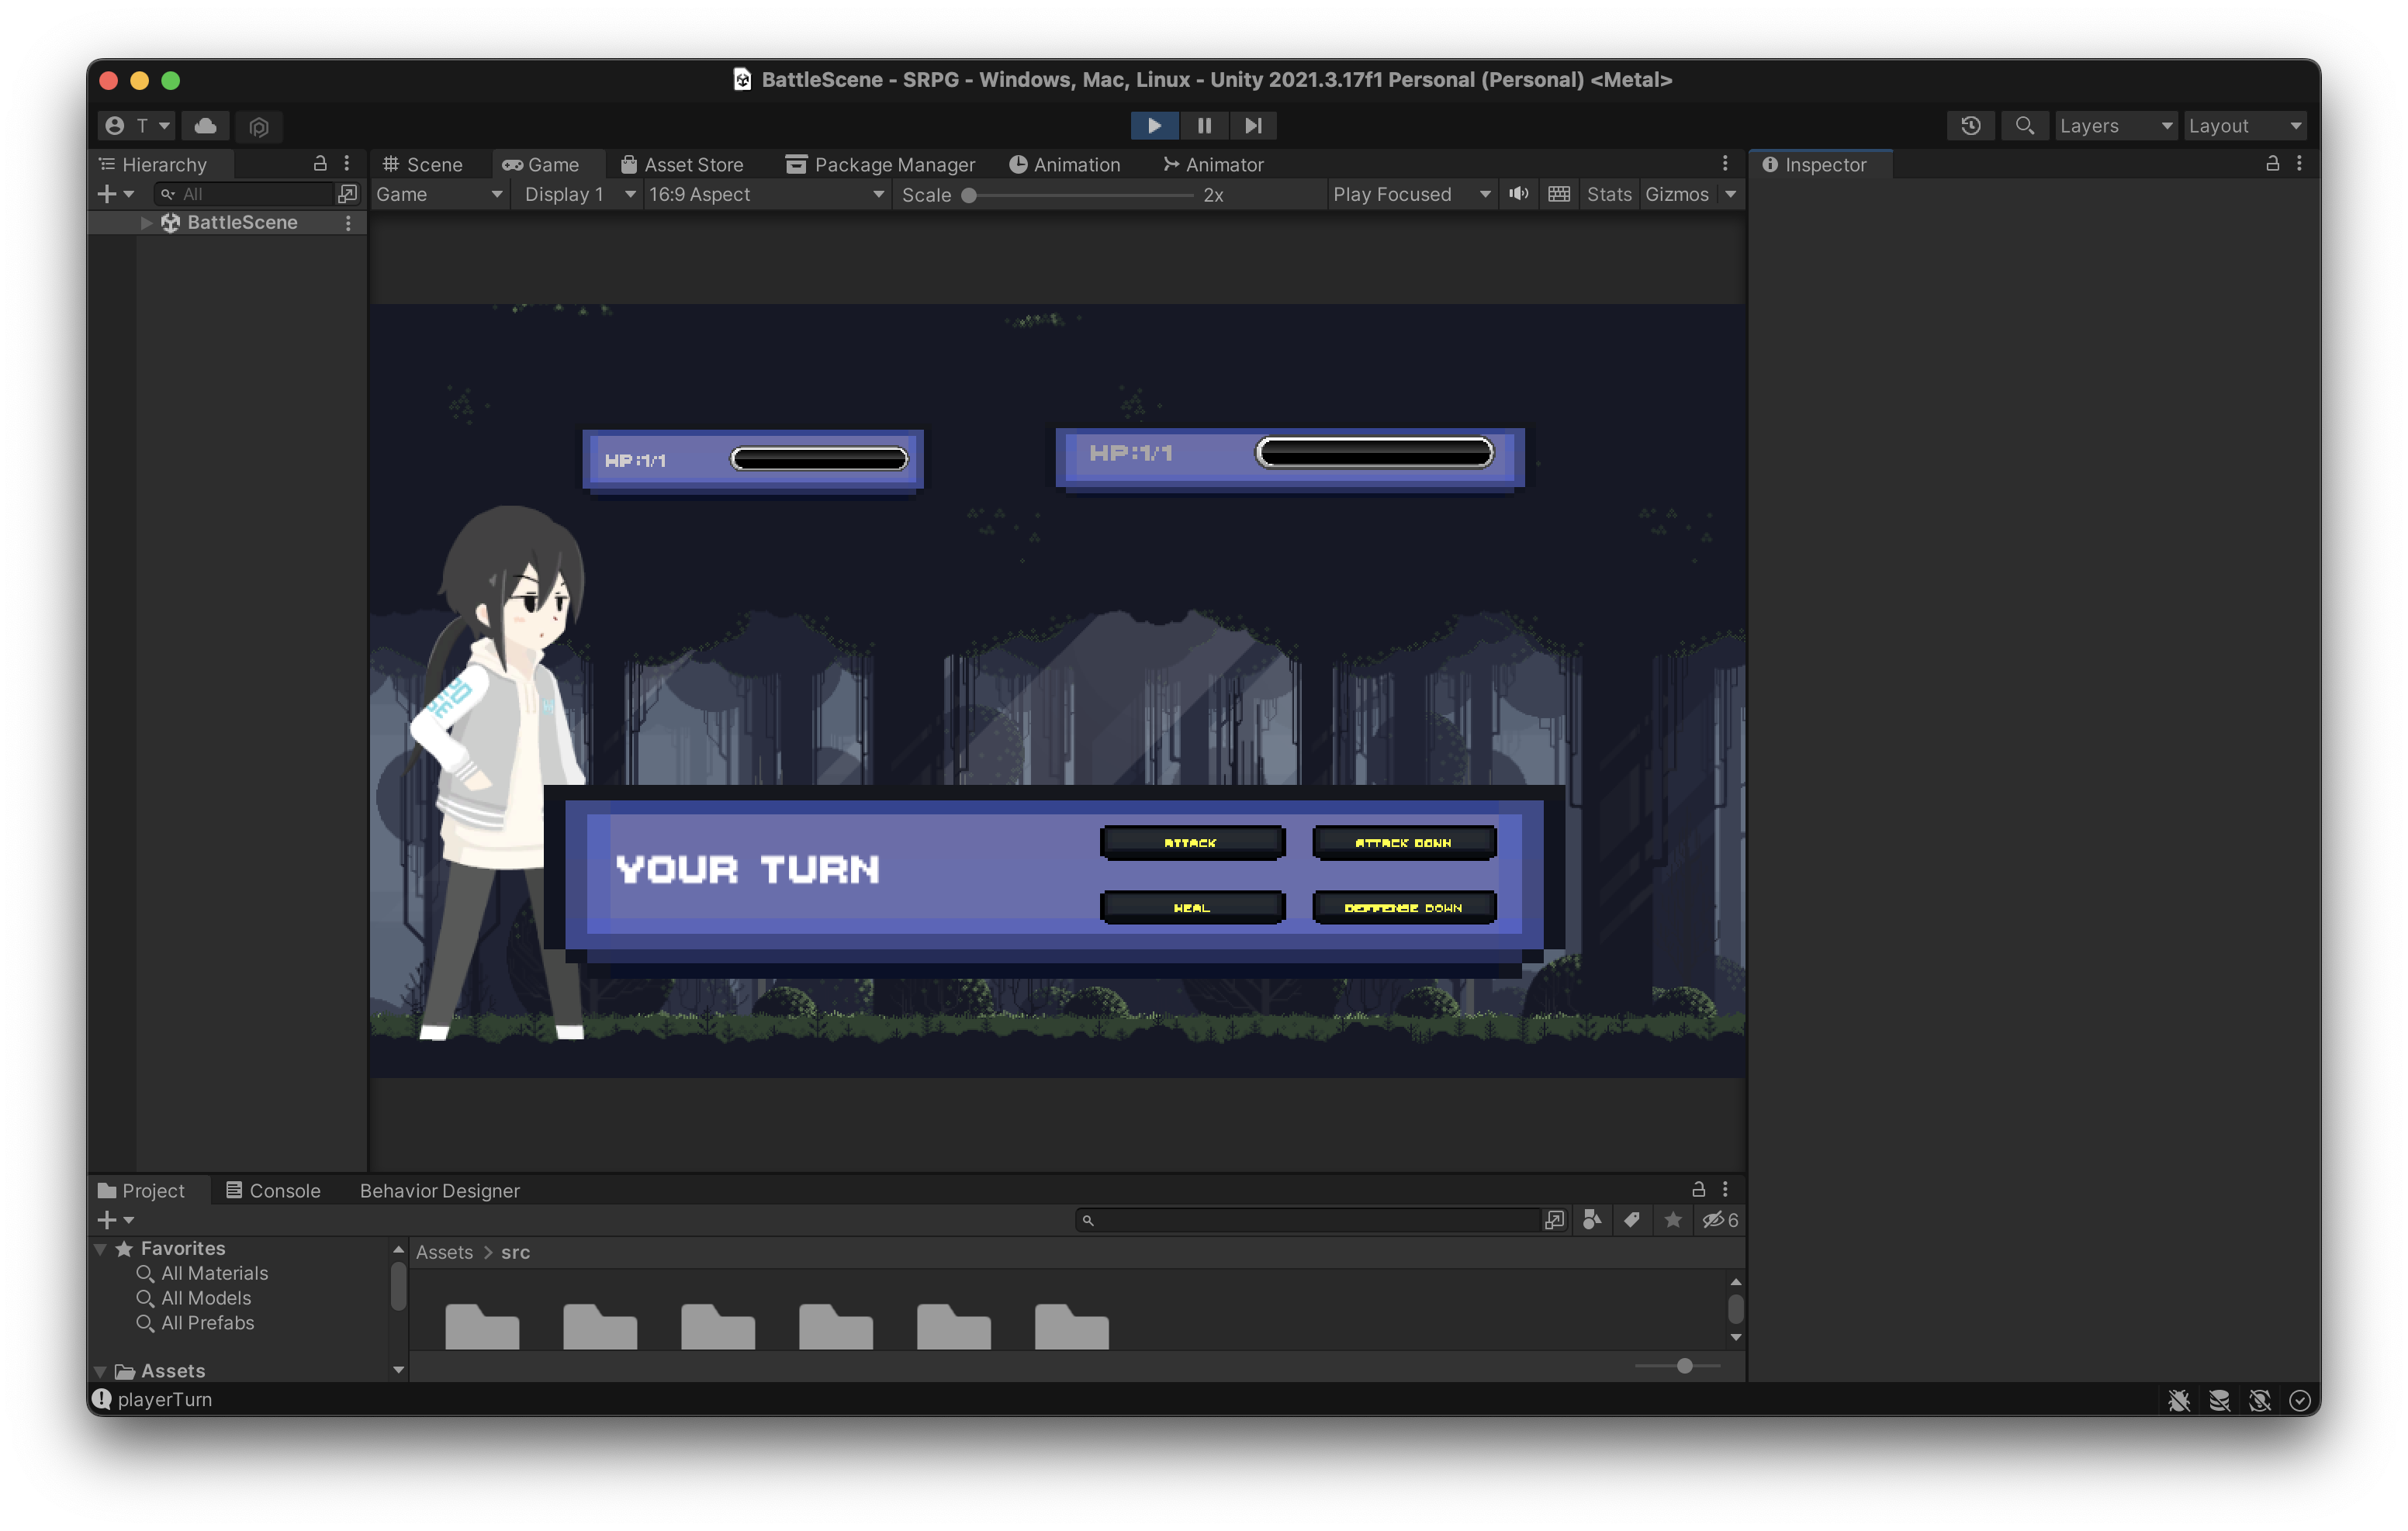 BattleScene - SRPG - Windows, Mac, Linux - Unity 2021.3.17f1 Personal (Personal) <Metal>
T
Layers
Layout
Hierarchy
Scene
Game
Asset Store
Package Manager
Animation
Animator
Inspector
All
Game
Display 1
16:9 Aspect
Scale
2x
Play Focused
Stats
Gizmos
BattleScene
HP:1/1
HP:1/1
YOUR TURN
ATTACK
ATTACK DOWN
HEAL
DEFFENSE DOWN
Project
Console
Behavior Designer
6
Favorites
All Materials
All Models
All Prefabs
Assets
Assets > src
playerTurn